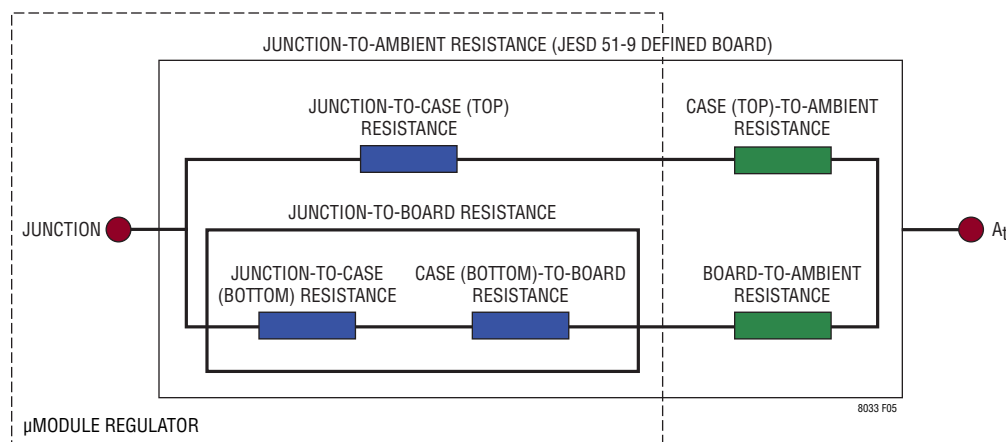 JUNCTION-TO-AMBIENT RESISTANCE (JESD 51-9 DEFINED BOARD)
JUNCTION-TO-CASE (TOP)
RESISTANCE
CASE (TOP)-TO-AMBIENT
RESISTANCE
JUNCTION
JUNCTION-TO-BOARD RESISTANCE
At
JUNCTION-TO-CASE
(BOTTOM) RESISTANCE
CASE (BOTTOM)-TO-BOARD
RESISTANCE
BOARD-TO-AMBIENT
RESISTANCE
8033 F05
µMODULE REGULATOR